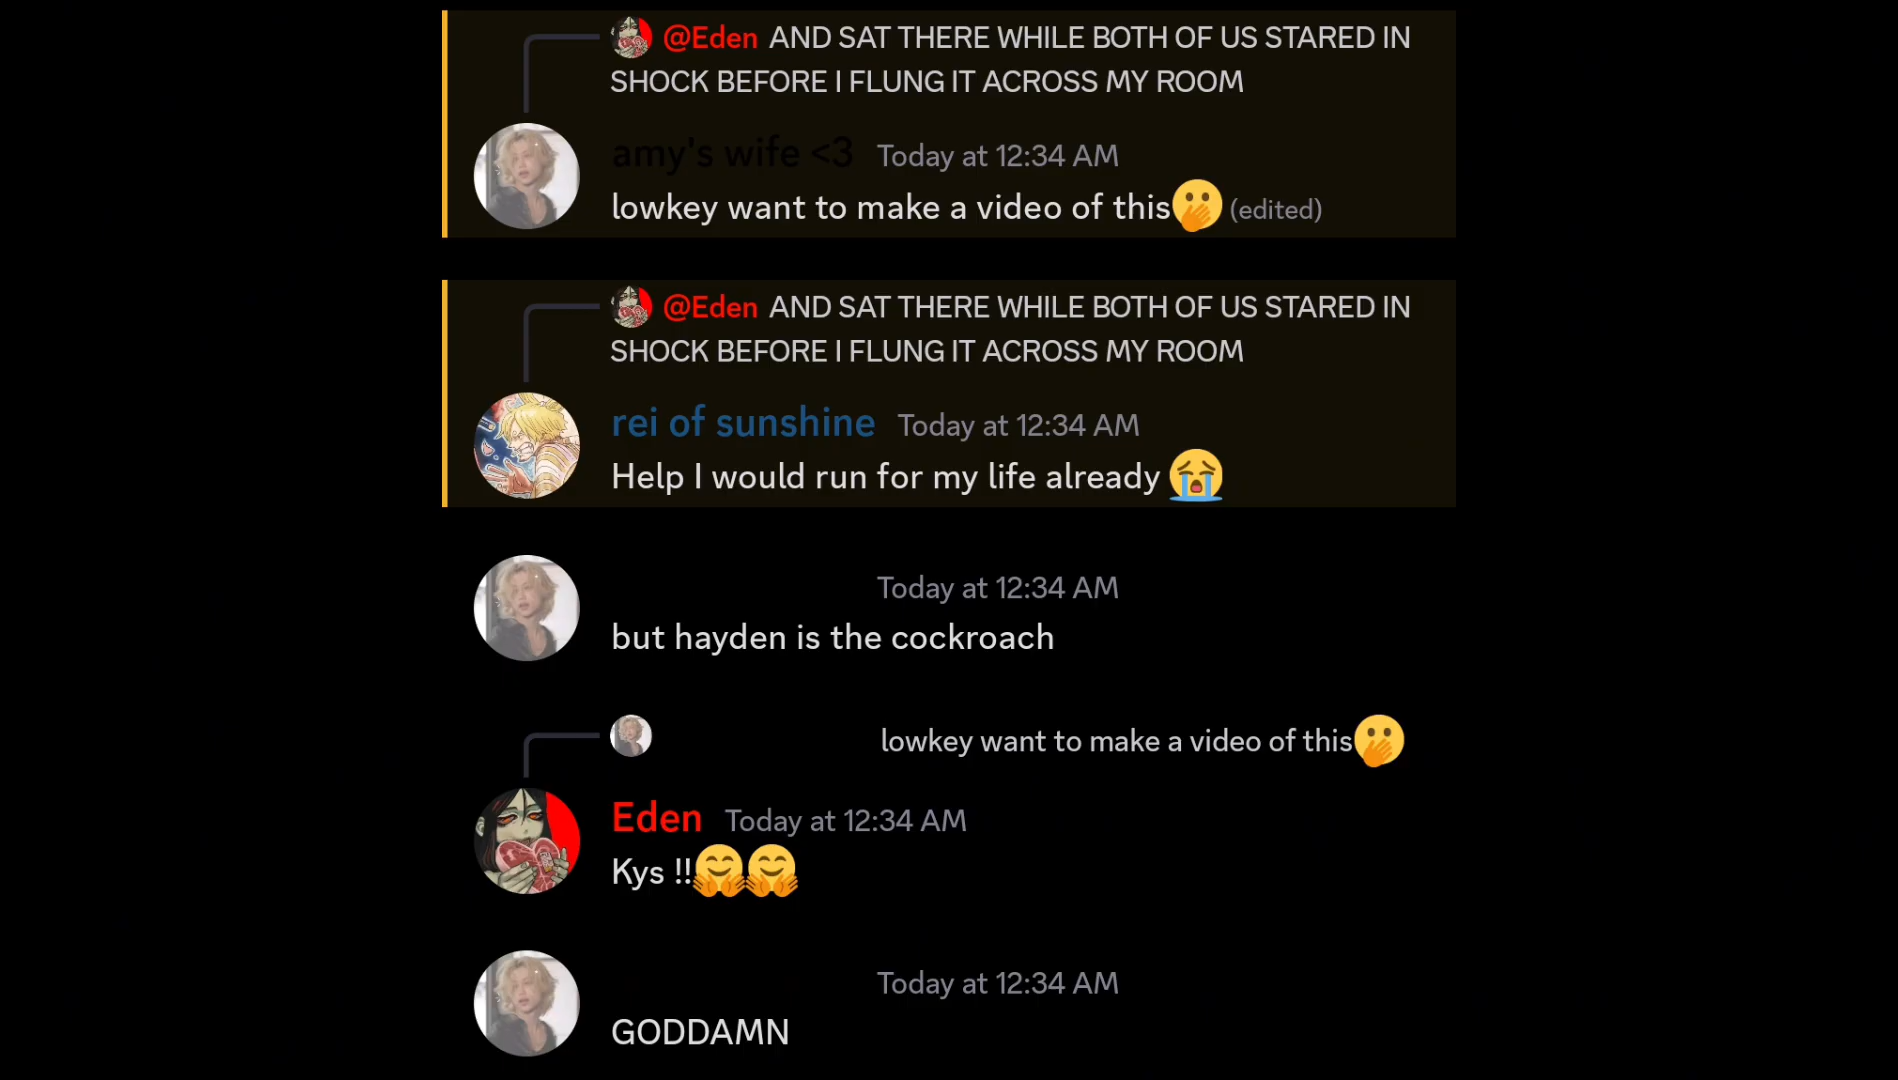 @Eden AND SAT THERE WHILE BOTH OF US STARED IN
SHOCK BEFORE I FLUNG IT ACROSS MY ROOM
amy's wife <3 Today at 12:34 AM
lowkey want to make a video of this🫢 (edited)
@Eden AND SAT THERE WHILE BOTH OF US STARED IN
SHOCK BEFORE I FLUNG IT ACROSS MY ROOM
rei of sunshine Today at 12:34 AM
Help I would run for my life already 😭
Today at 12:34 AM
but hayden is the cockroach
lowkey want to make a video of this🫢
Eden Today at 12:34 AM
Kys !!🤗🤗
Today at 12:34 AM
GODDAMN